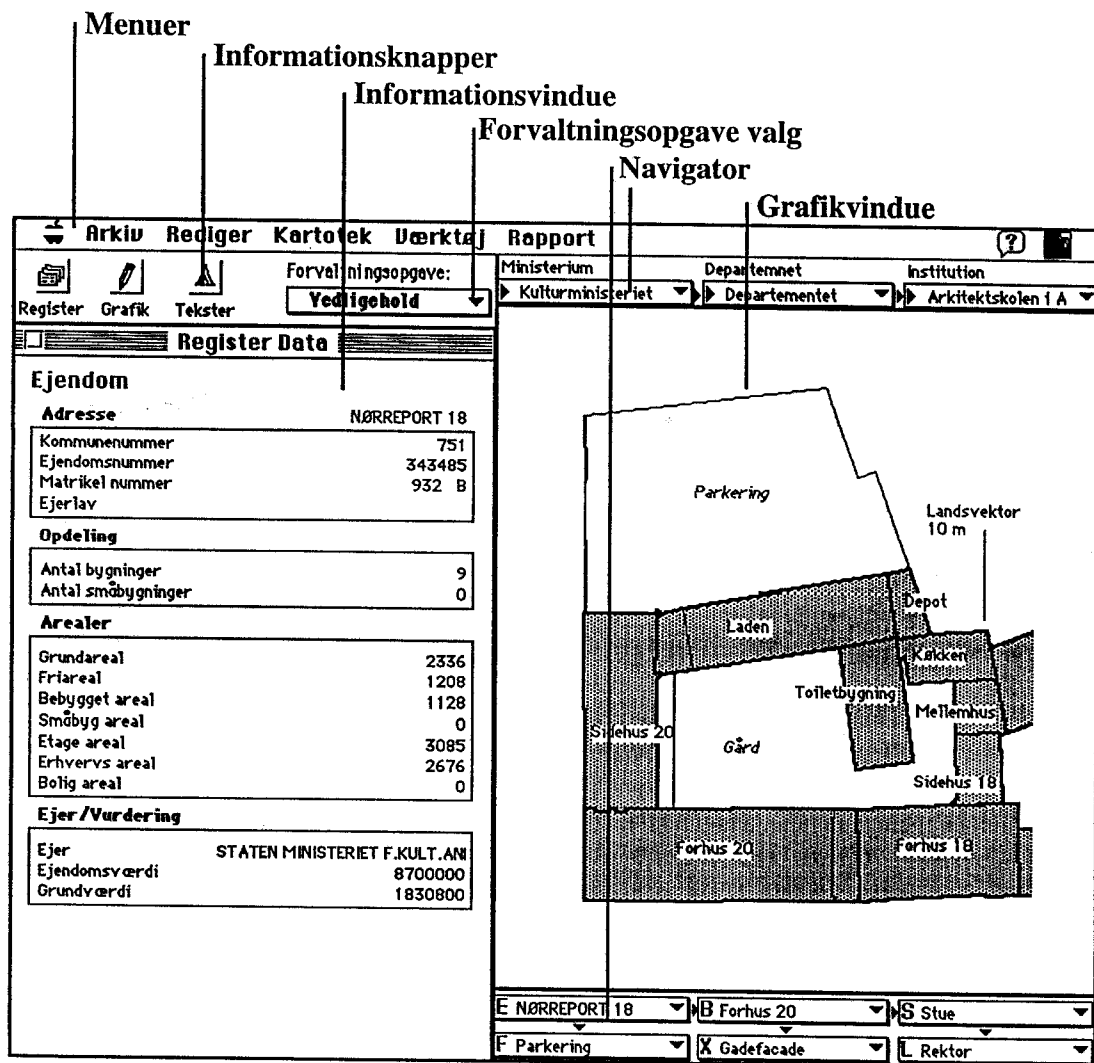 Menuer
Informationsknapper
Informationsvindue
Forvaltningsopgave valg
Navigator
Grafikvindue
Arkiv Rediger Kartotek Værktøj Rapport
Register Grafik Tekster
Forvaltningsopgave:
Vedligehold
Ministerium Departemnet Institution
Kulturministeriet Departementet Arkitektskolen i A
Register Data
Ejendom
Adresse NØRREPORT 18
Kommunenummer 751
Ejendomsnummer 343485
Matrikel nummer 932 B
Ejerlav
Opdeling
Antal bygninger 9
Antal småbygninger 0
Arealer
Grundareal 2336
Friareal 1208
Bebygget areal 1128
Småbyg areal 0
Etage areal 3085
Erhvervs areal 2676
Bolig areal 0
Ejer/Vurdering
Ejer STATEN MINISTERIET F.KULT.ANI
Ejendomsværdi 8700000
Grundværdi 1830800
Parkering
Landsvektor
10 m
Depot
Laden
Køkken
Toiletbygning
Mellemhus
Sidehus 20
Gård
Sidehus 18
Forhus 20
Forhus 18
E NØRREPORT 18 B Forhus 20 S Stue
F Parkering X Gadefacade L Rektor